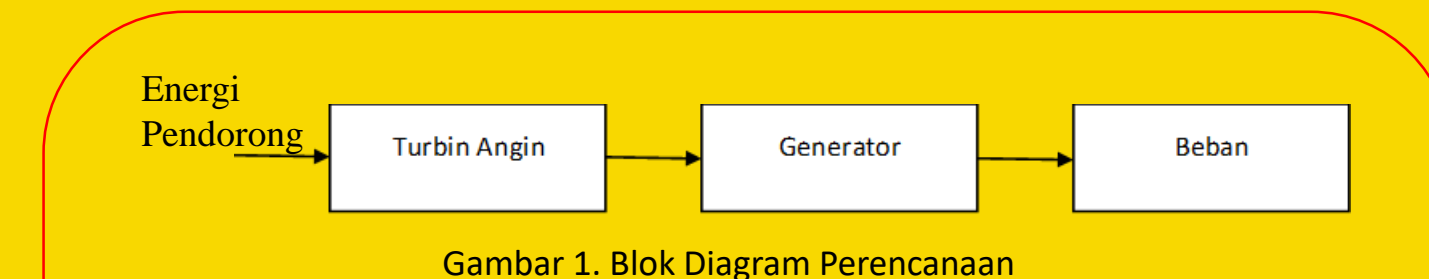 Energi
Pendorong
Turbin Angin
Generator
Beban
Gambar 1. Blok Diagram Perencanaan